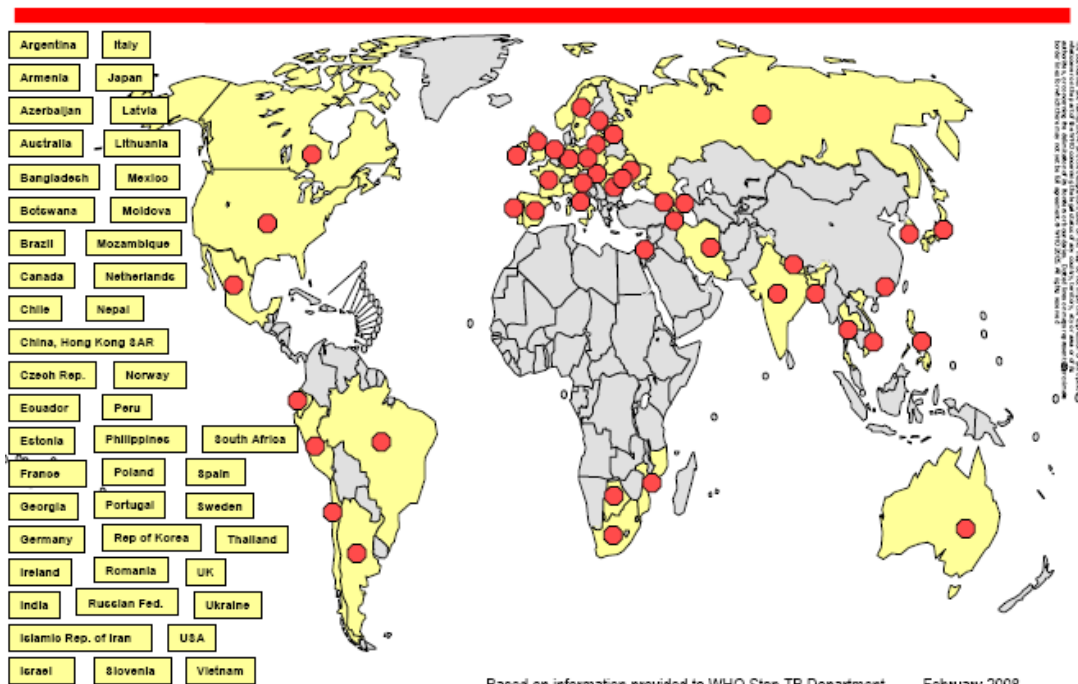 Argentina Italy
Armenia Japan
Azerbaijan Latvia
Australia Lithuania
Bangladesh Mexico
Botswana Moldova
Brazil Mozambique
Canada Netherlands
Chile Nepal
China, Hong Kong SAR
Czech Rep. Norway
Ecuador Peru
Estonia Philippines South Africa
France Poland Spain
Georgia Portugal Sweden
Germany Rep of Korea Thailand
Ireland Romania UK
India Russian Fed. Ukraine
Islamic Rep. of Iran USA
Israel Slovenia Vietnam
Based on information provided to WHO Stop TB Department February 2008